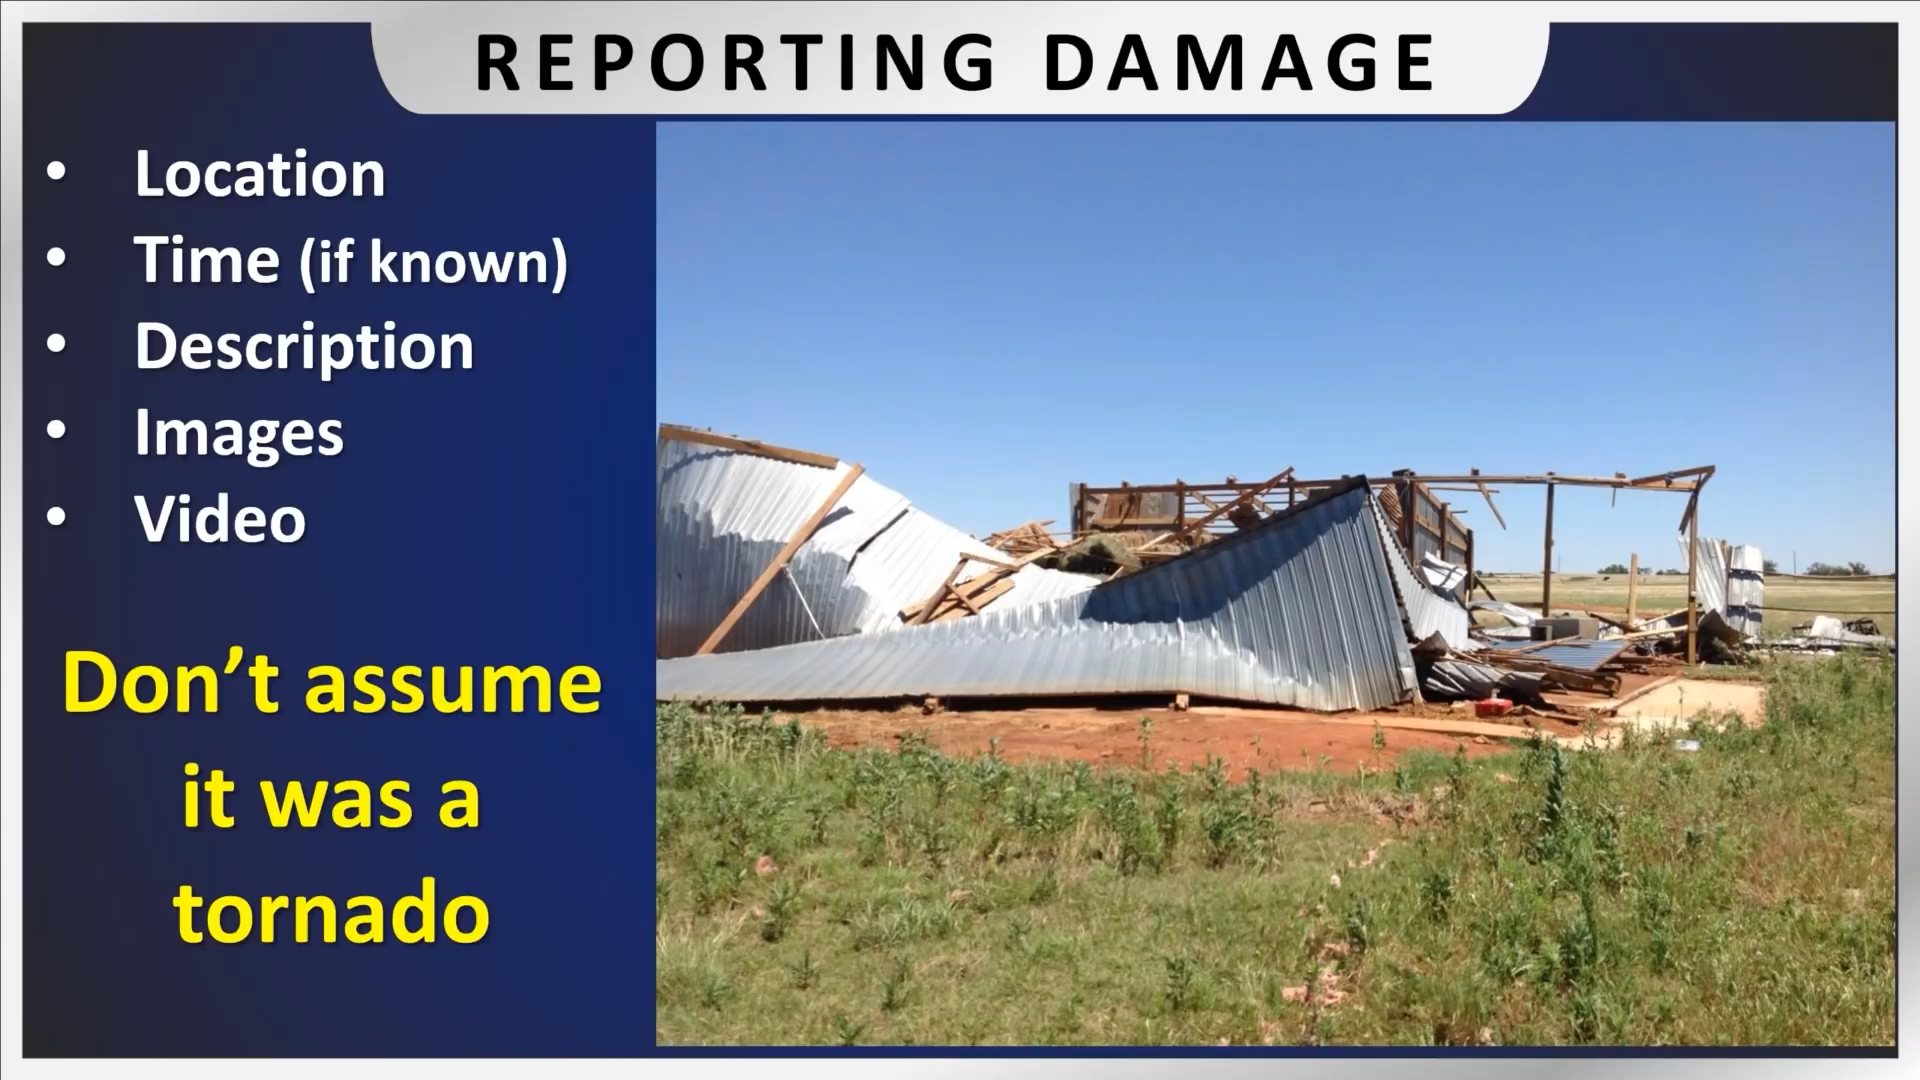 REPORTING DAMAGE
• Location
• Time (if known)
• Description
• Images
• Video
Don’t assume
it was a
tornado